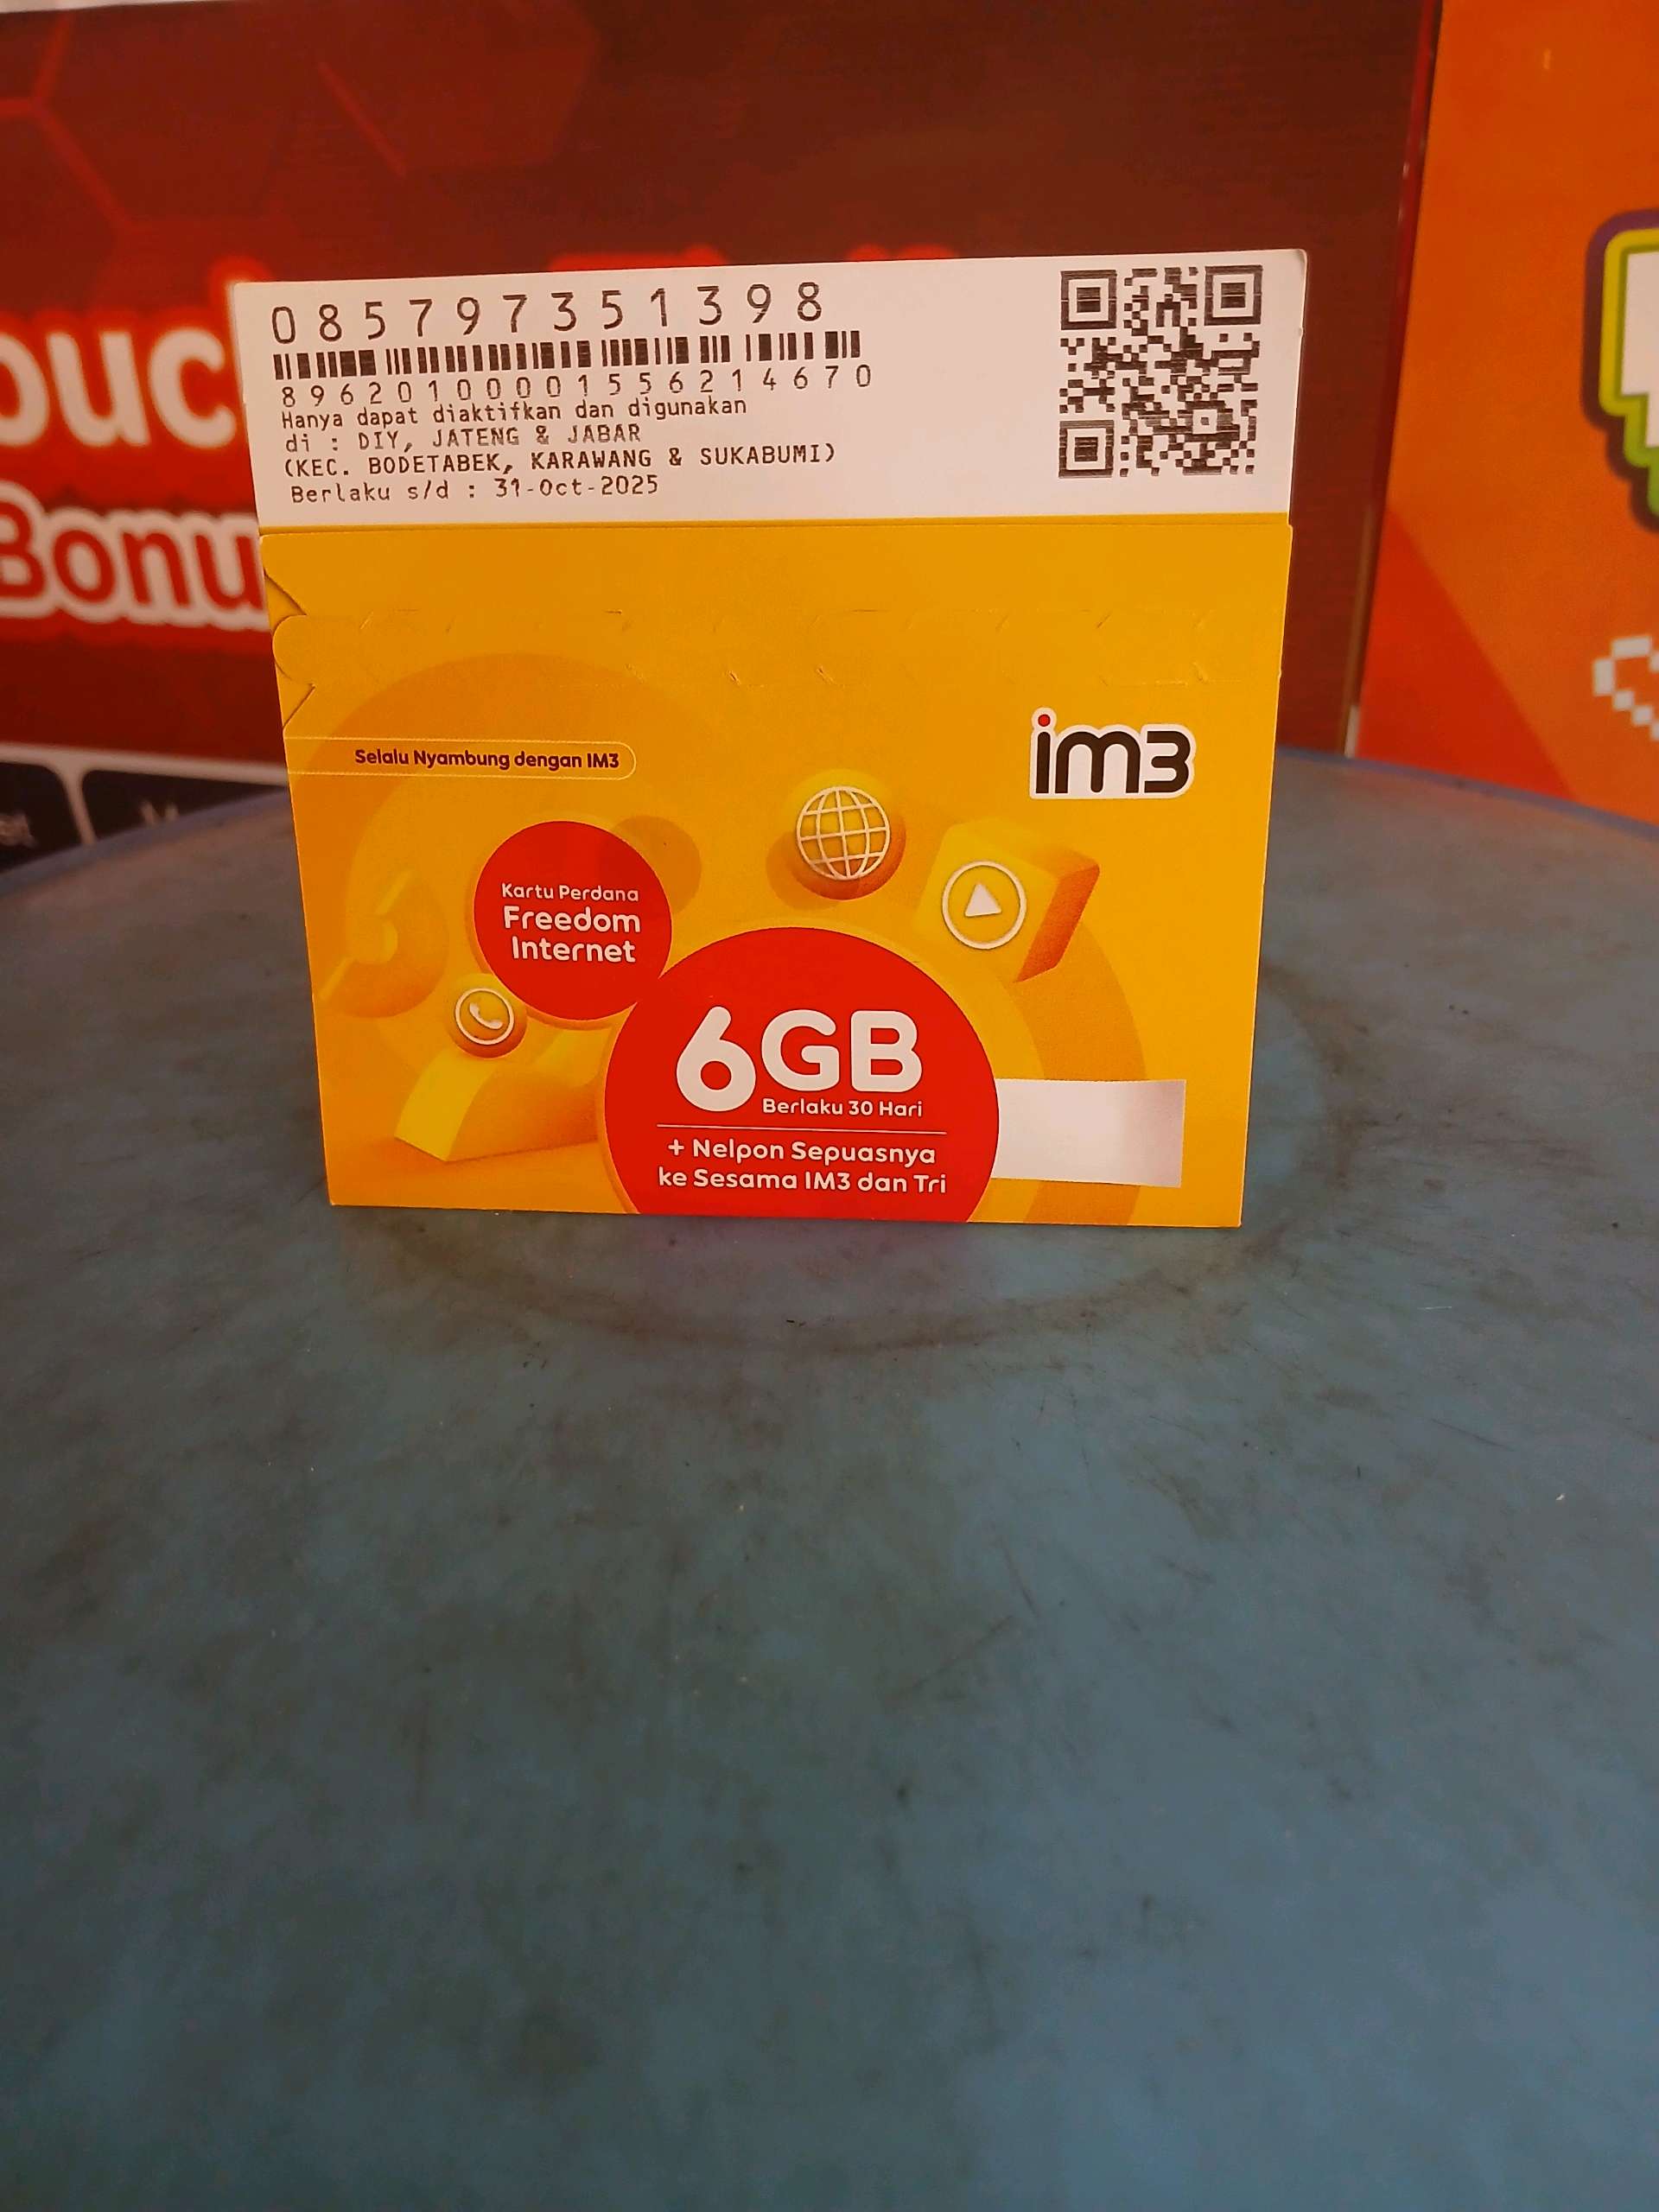 085797351398
89620100001556214670
Hanya dapat diaktifkan dan digunakan
di : DIY, JATENG & JABAR
(KEC. BODETABEK, KARAWANG & SUKABUMI)
Berlaku s/d : 31-Oct-2025
Bonu
im3
Selalu Nyambung dengan IM3
Kartu Perdana
Freedom
Internet
6GB
Berlaku 30 Hari
+ Nelpon Sepuasnya
ke Sesama IM3 dan Tri